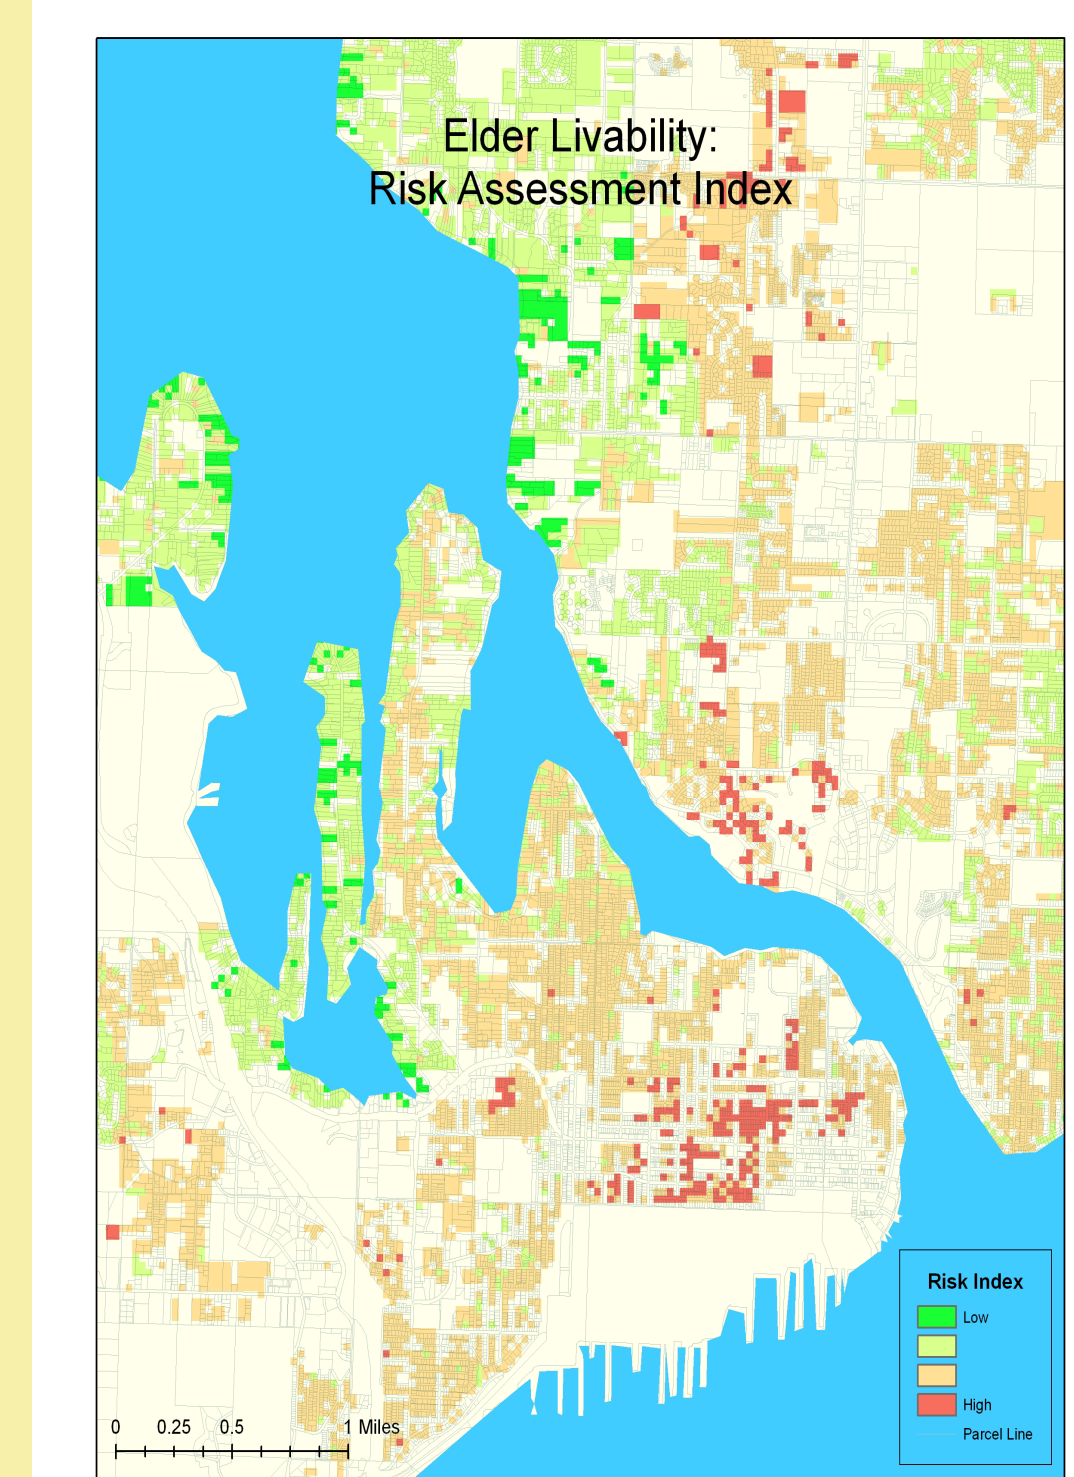 Elder Livability:
Risk Assessment Index
Risk Index
Low
High
Parcel Line
0 0.25 0.5 1 Miles